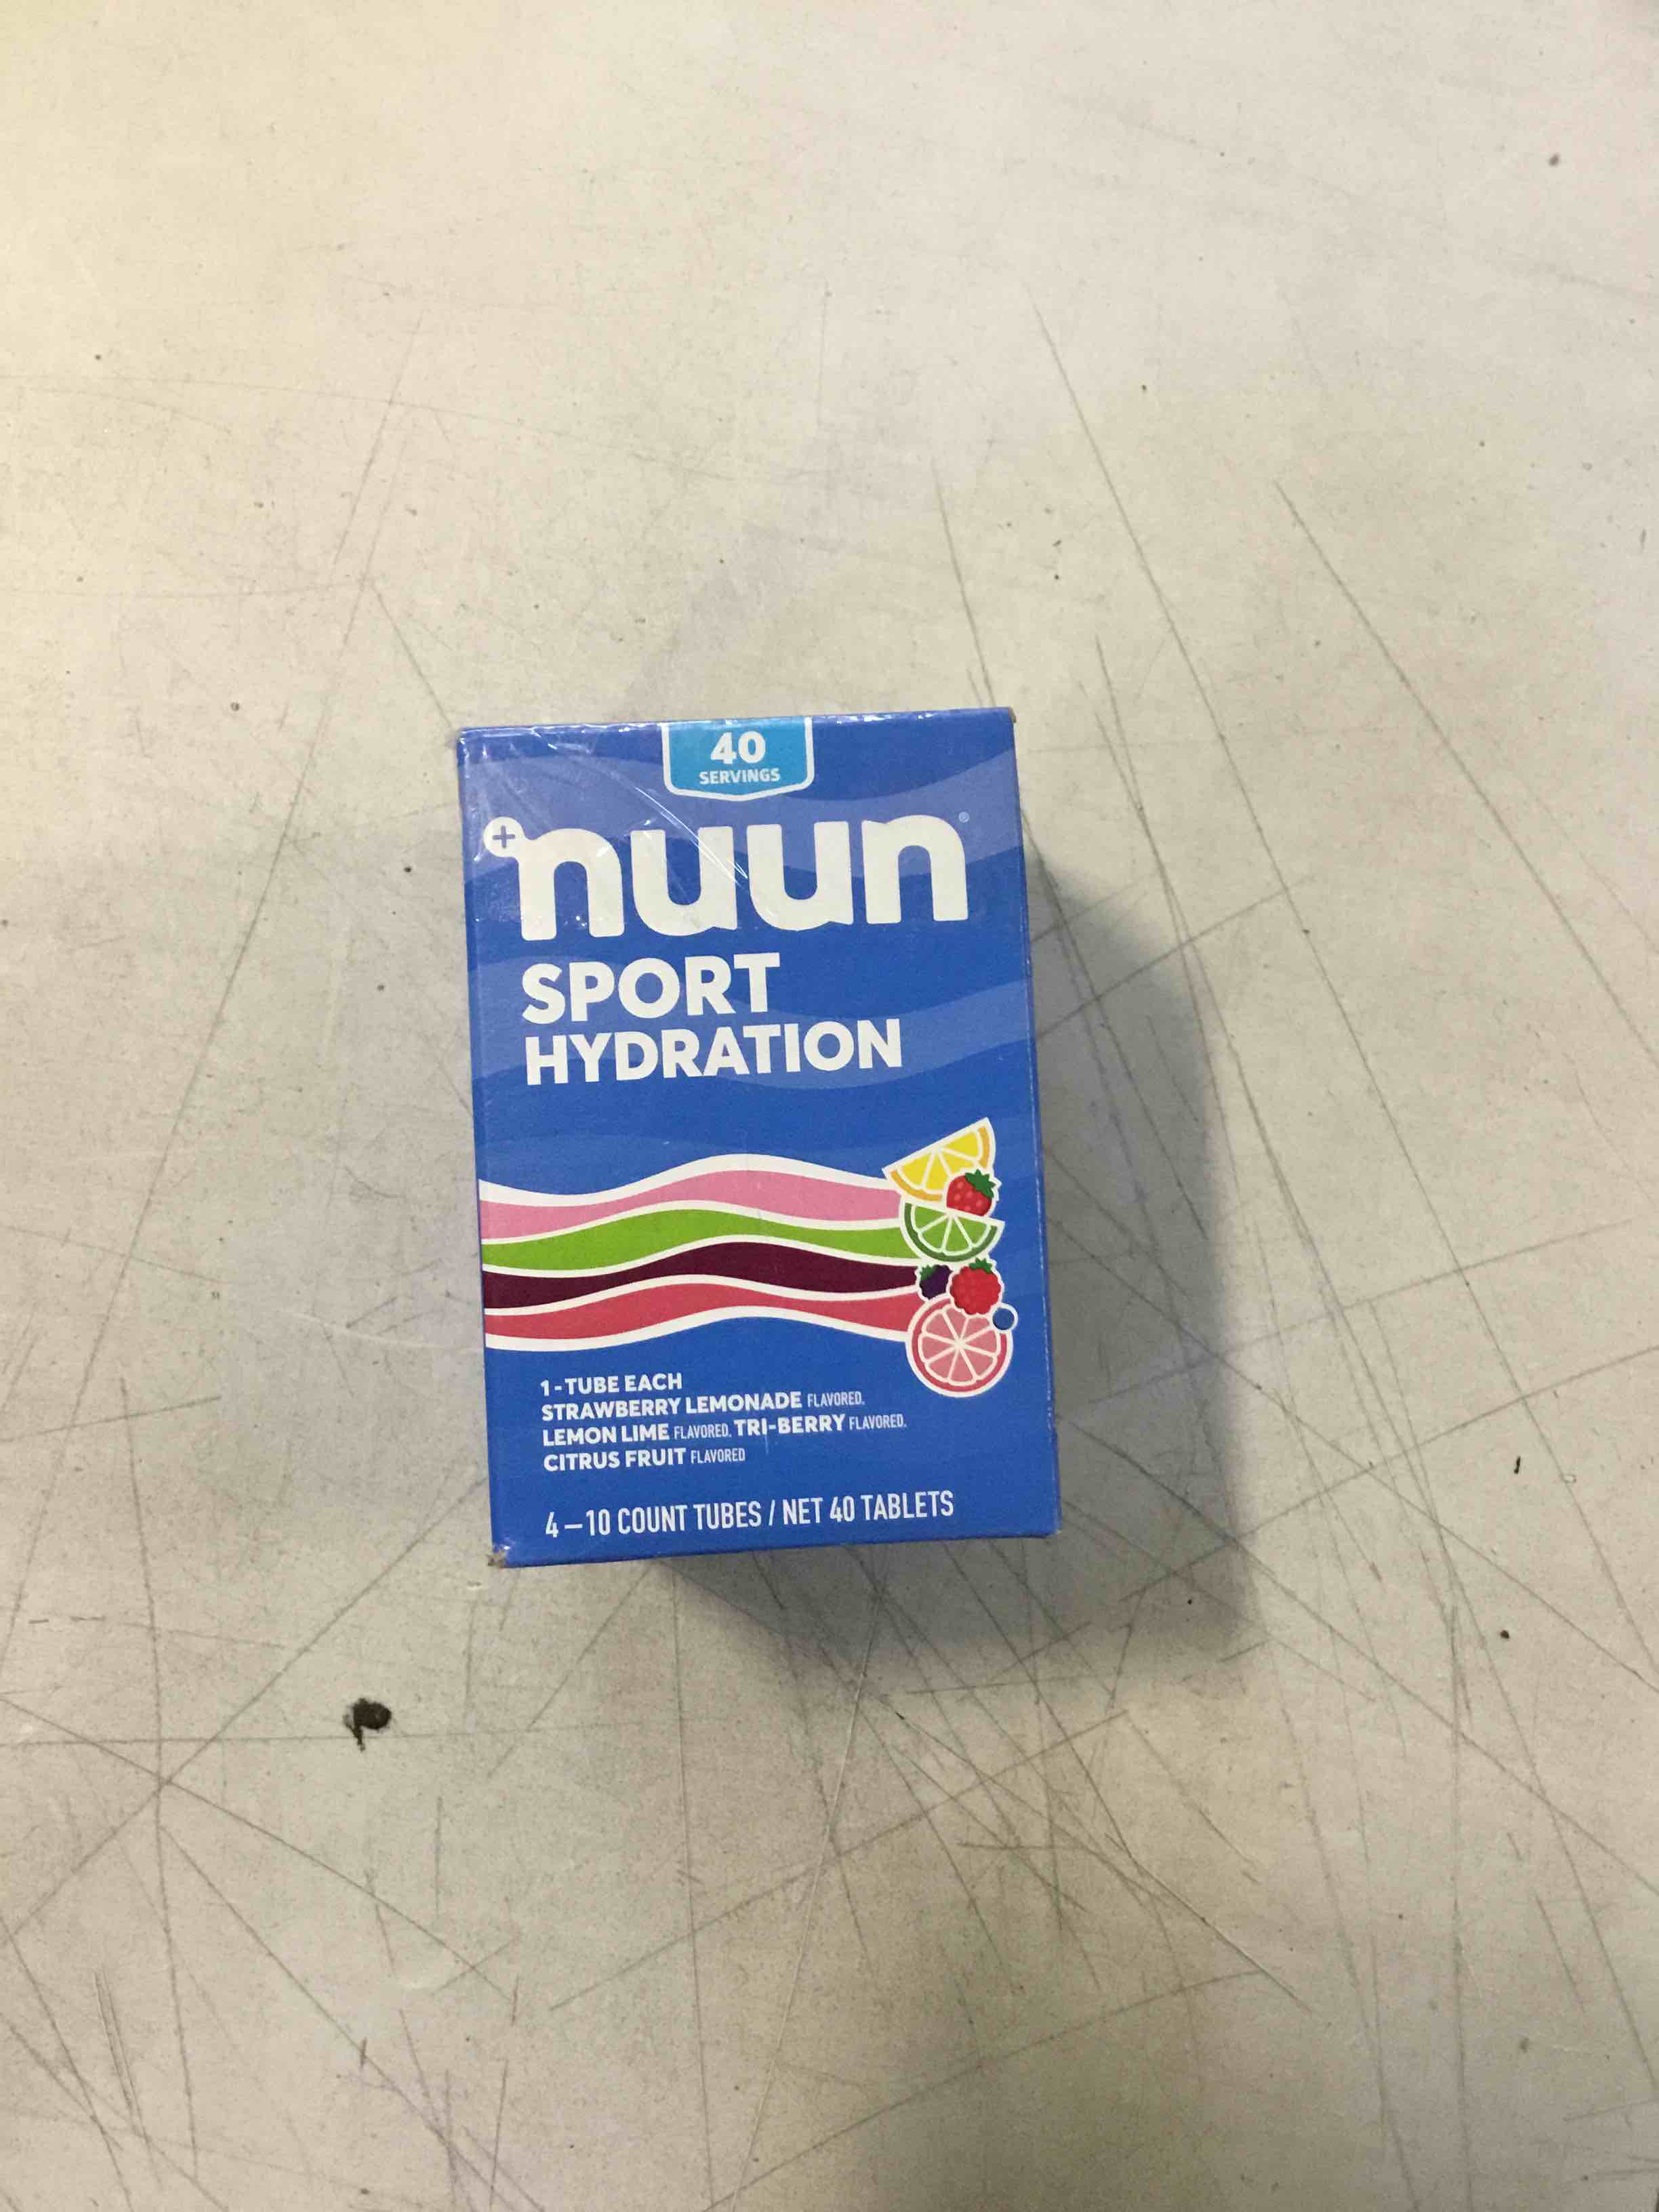 40
SERVINGS
nuun
SPORT
HYDRATION
1-TUBE EACH
STRAWBERRY LEMONADE FLAVORED,
LEMON LIME FLAVORED, TRI-BERRY FLAVORED,
CITRUS FRUIT FLAVORED
4–10 COUNT TUBES / NET 40 TABLETS